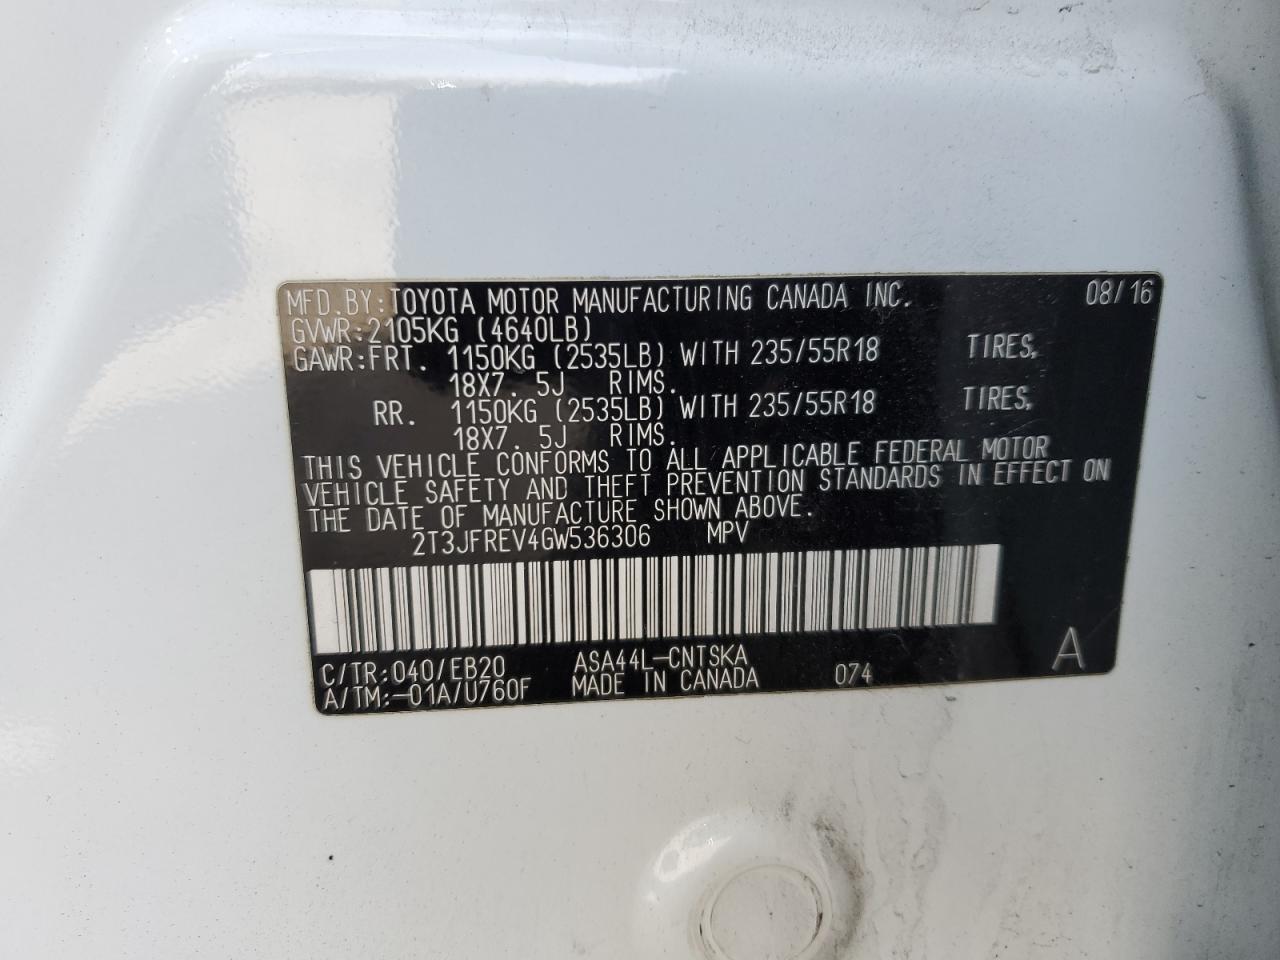 MFD.BY:TOYOTA MOTOR MANUFACTURING CANADA INC. 08/16
GVWR:2105KG (4640LB)
GAWR:FRT. 1150KG (2535LB) WITH 235/55R18 TIRES,
18X7. 5J RIMS.
RR. 1150KG (2535LB) WITH 235/55R18 TIRES,
18X7. 5J RIMS.
THIS VEHICLE CONFORMS TO ALL APPLICABLE FEDERAL MOTOR
VEHICLE SAFETY AND THEFT PREVENTION STANDARDS IN EFFECT ON
THE DATE OF MANUFACTURE SHOWN ABOVE.
2T3JFREV4GW536306 MPV
C/TR:040/EB20 ASA44L-CNTSKA 074 A
A/TM:-01A/U760F MADE IN CANADA